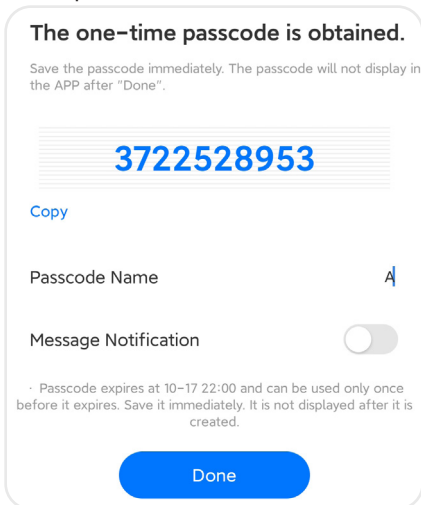 The one-time passcode is obtained.
Save the passcode immediately. The passcode will not display in
the APP after "Done".
3722528953
Copy
Passcode Name A
Message Notification
· Passcode expires at 10-17 22:00 and can be used only once
before it expires. Save it immediately. It is not displayed after it is
created.
Done